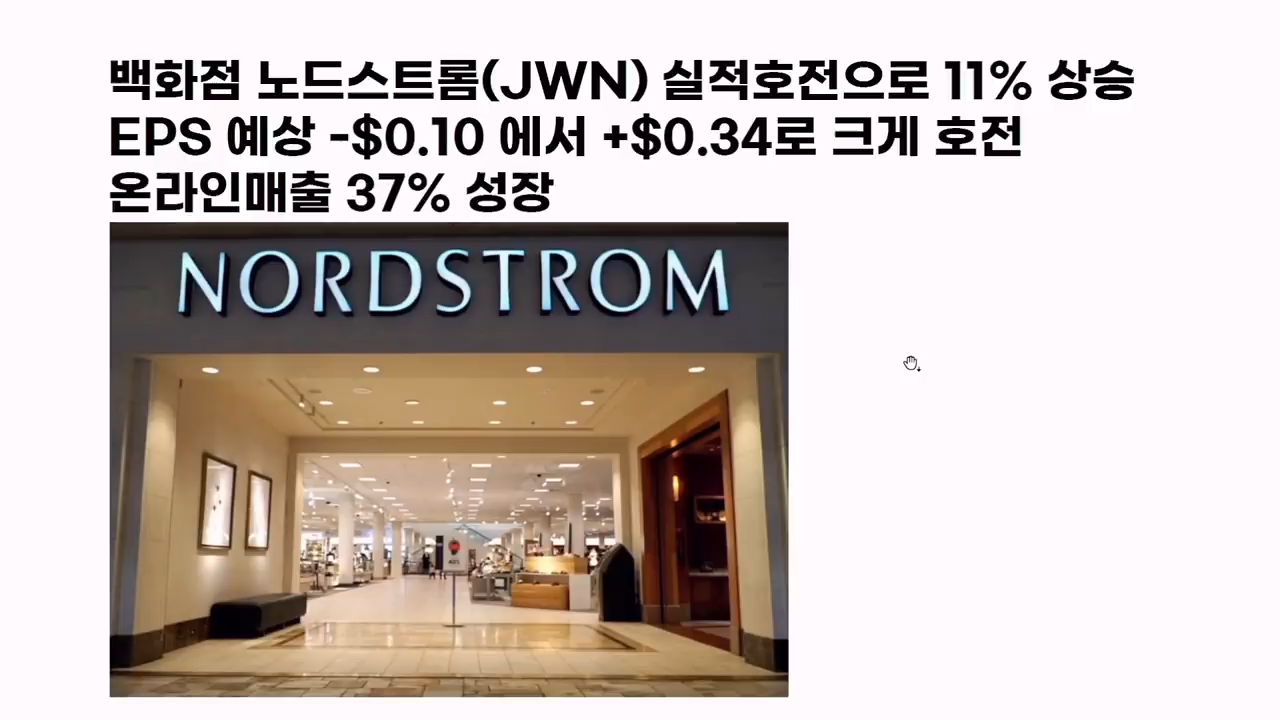 백화점 노드스트롬(JWN) 실적호전으로 11% 상승
EPS 예상 -$0.10 에서 +$0.34로 크게 호전
온라인매출 37% 성장
NORDSTROM